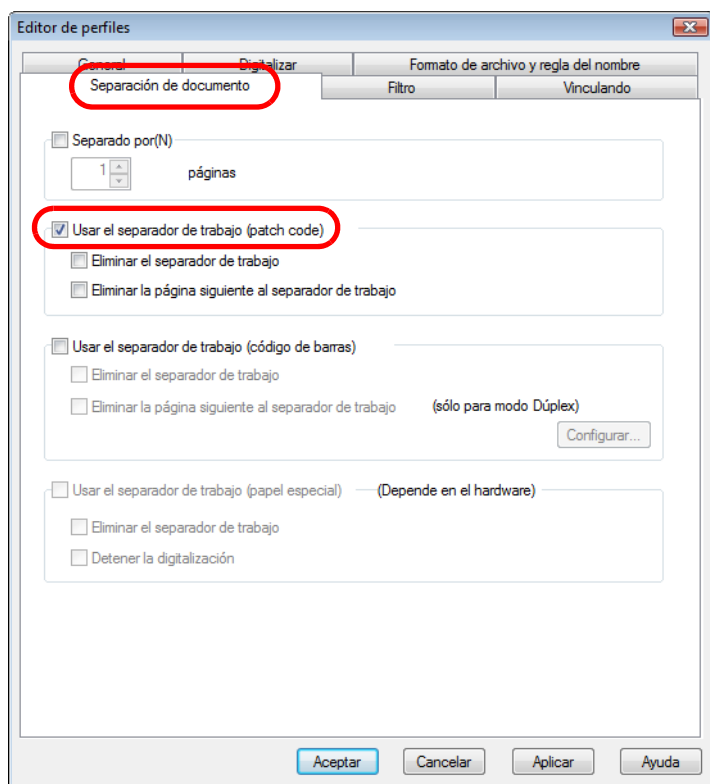 Editor de perfiles
General Digitalizar Formato de archivo y regla del nombre
Separación de documento Filtro Vinculando
Separado por(N)
1 páginas
Usar el separador de trabajo (patch code)
Eliminar el separador de trabajo
Eliminar la página siguiente al separador de trabajo
Usar el separador de trabajo (código de barras)
Eliminar el separador de trabajo
Eliminar la página siguiente al separador de trabajo (sólo para modo Dúplex)
Configurar...
Usar el separador de trabajo (papel especial) (Depende en el hardware)
Eliminar el separador de trabajo
Detener la digitalización
Aceptar Cancelar Aplicar Ayuda